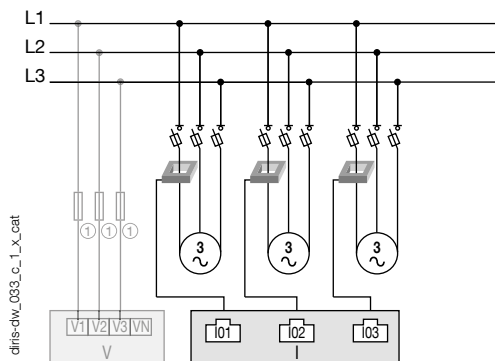 L1
L2
L3
1 1 1
3 3 3
V1 V2 V3 VN
V
I01 I02 I03
I
diris-dw_033_c_1_x_cat